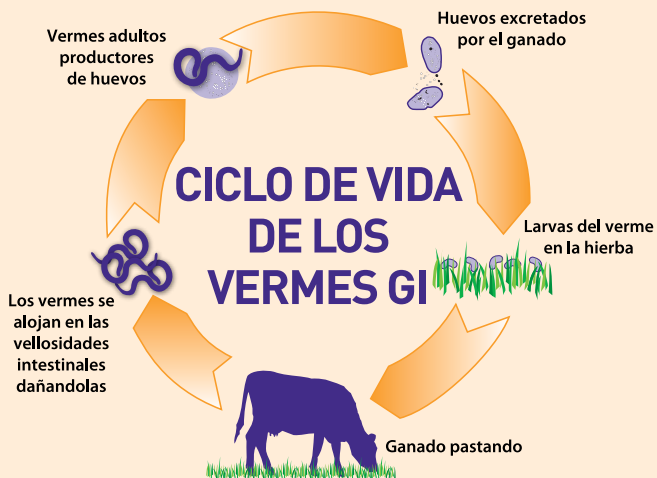 Vermes adultos
productores
de huevos
Huevos excretados
por el ganado
CICLO DE VIDA
DE LOS
VERMES GI
Larvas del verme
en la hierba
Los vermes se
alojan en las
vellosidades
intestinales
dañandolas
Ganado pastando